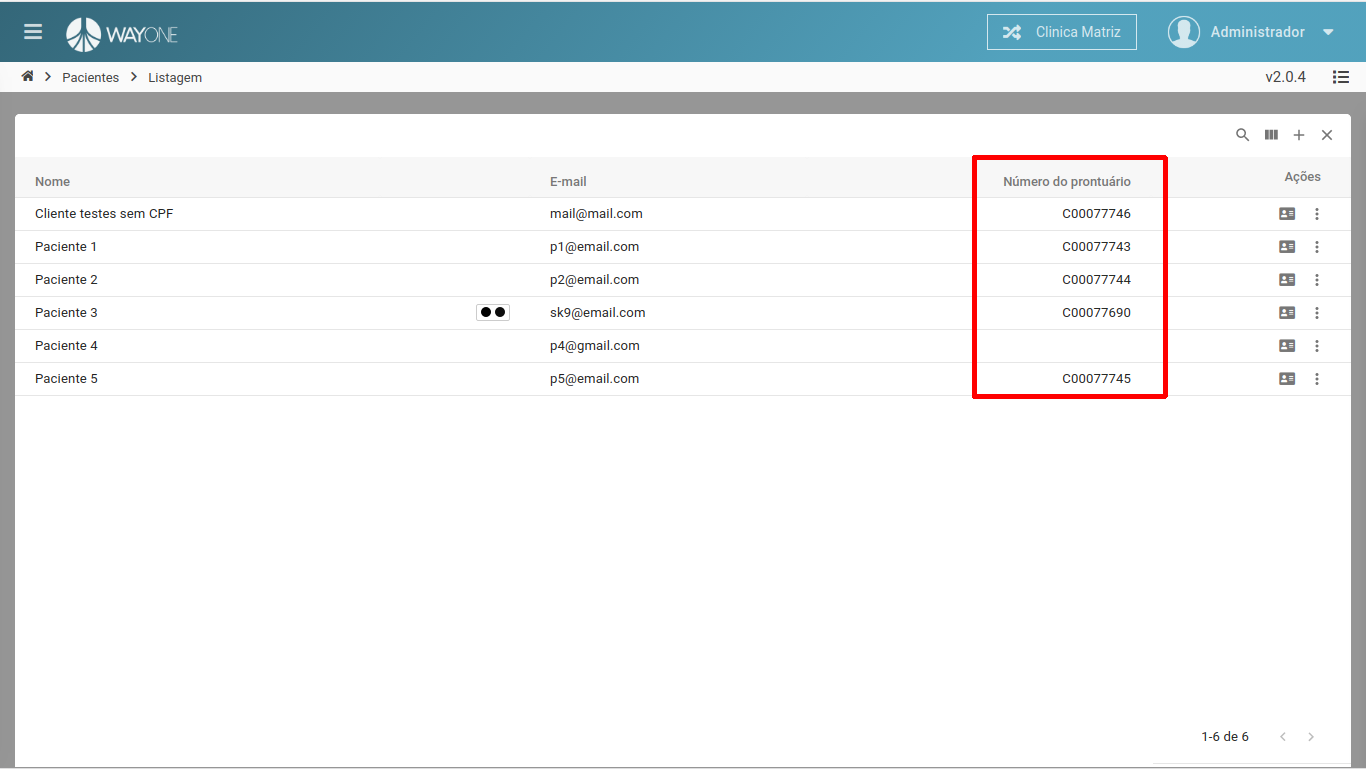 WAYONE Clinica Matriz Administrador
Pacientes Listagem v2.0.4
Nome E-mail Número do prontuário Ações
Cliente testes sem CPF mail@mail.com C00077746
Paciente 1 p1@email.com C00077743
Paciente 2 p2@email.com C00077744
Paciente 3 sk9@email.com C00077690
Paciente 4 p4@gmail.com
Paciente 5 p5@email.com C00077745
1-6 de 6